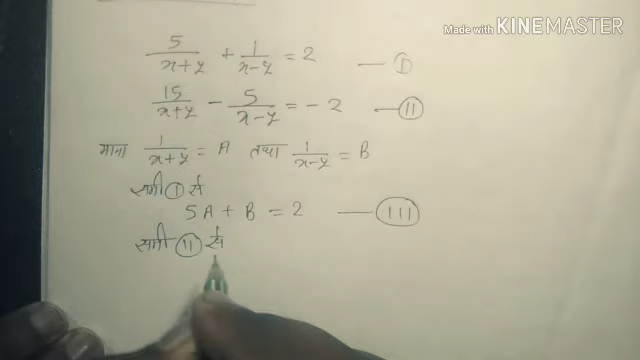 Made with KINEMASTER
5/(x+y) + 1/(x-y) = 2 — I
15/(x+y) - 5/(x-y) = -2 — II
माना 1/(x+y) = A तथा 1/(x-y) = B
समी I से
5A + B = 2 — III
समी II से